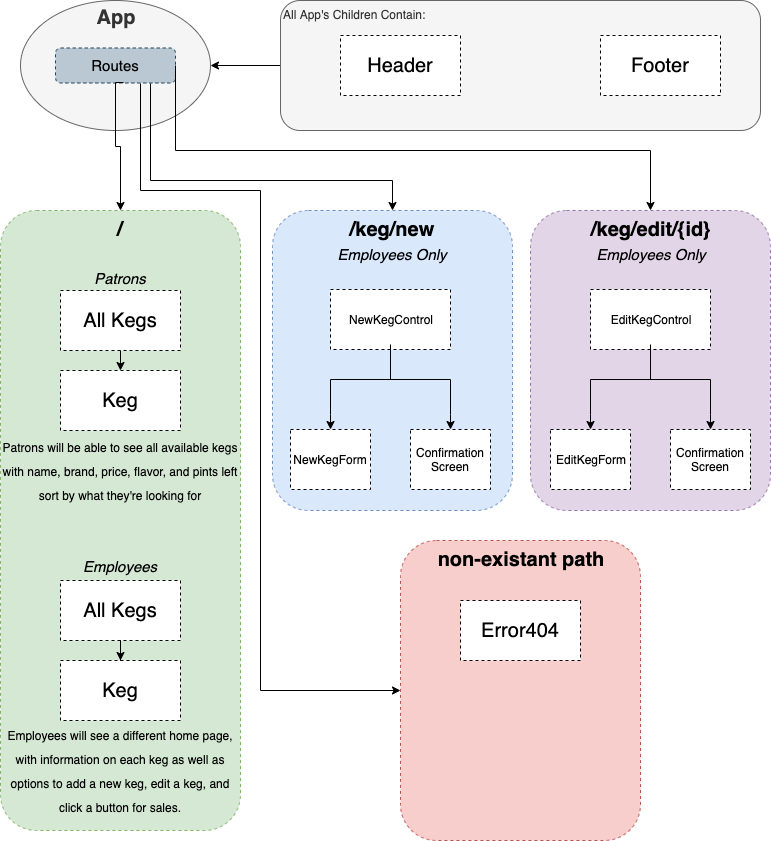 App
Routes
All App's Children Contain:
Header
Footer
/
Patrons
All Kegs
Keg
Patrons will be able to see all available kegs
with name, brand, price, flavor, and pints left
sort by what they're looking for
Employees
All Kegs
Keg
Employees will see a different home page,
with information on each keg as well as
options to add a new keg, edit a keg, and
click a button for sales.
/keg/new
Employees Only
NewKegControl
NewKegForm
Confirmation
Screen
/keg/edit/{id}
Employees Only
EditKegControl
EditKegForm
Confirmation
Screen
non-existant path
Error404